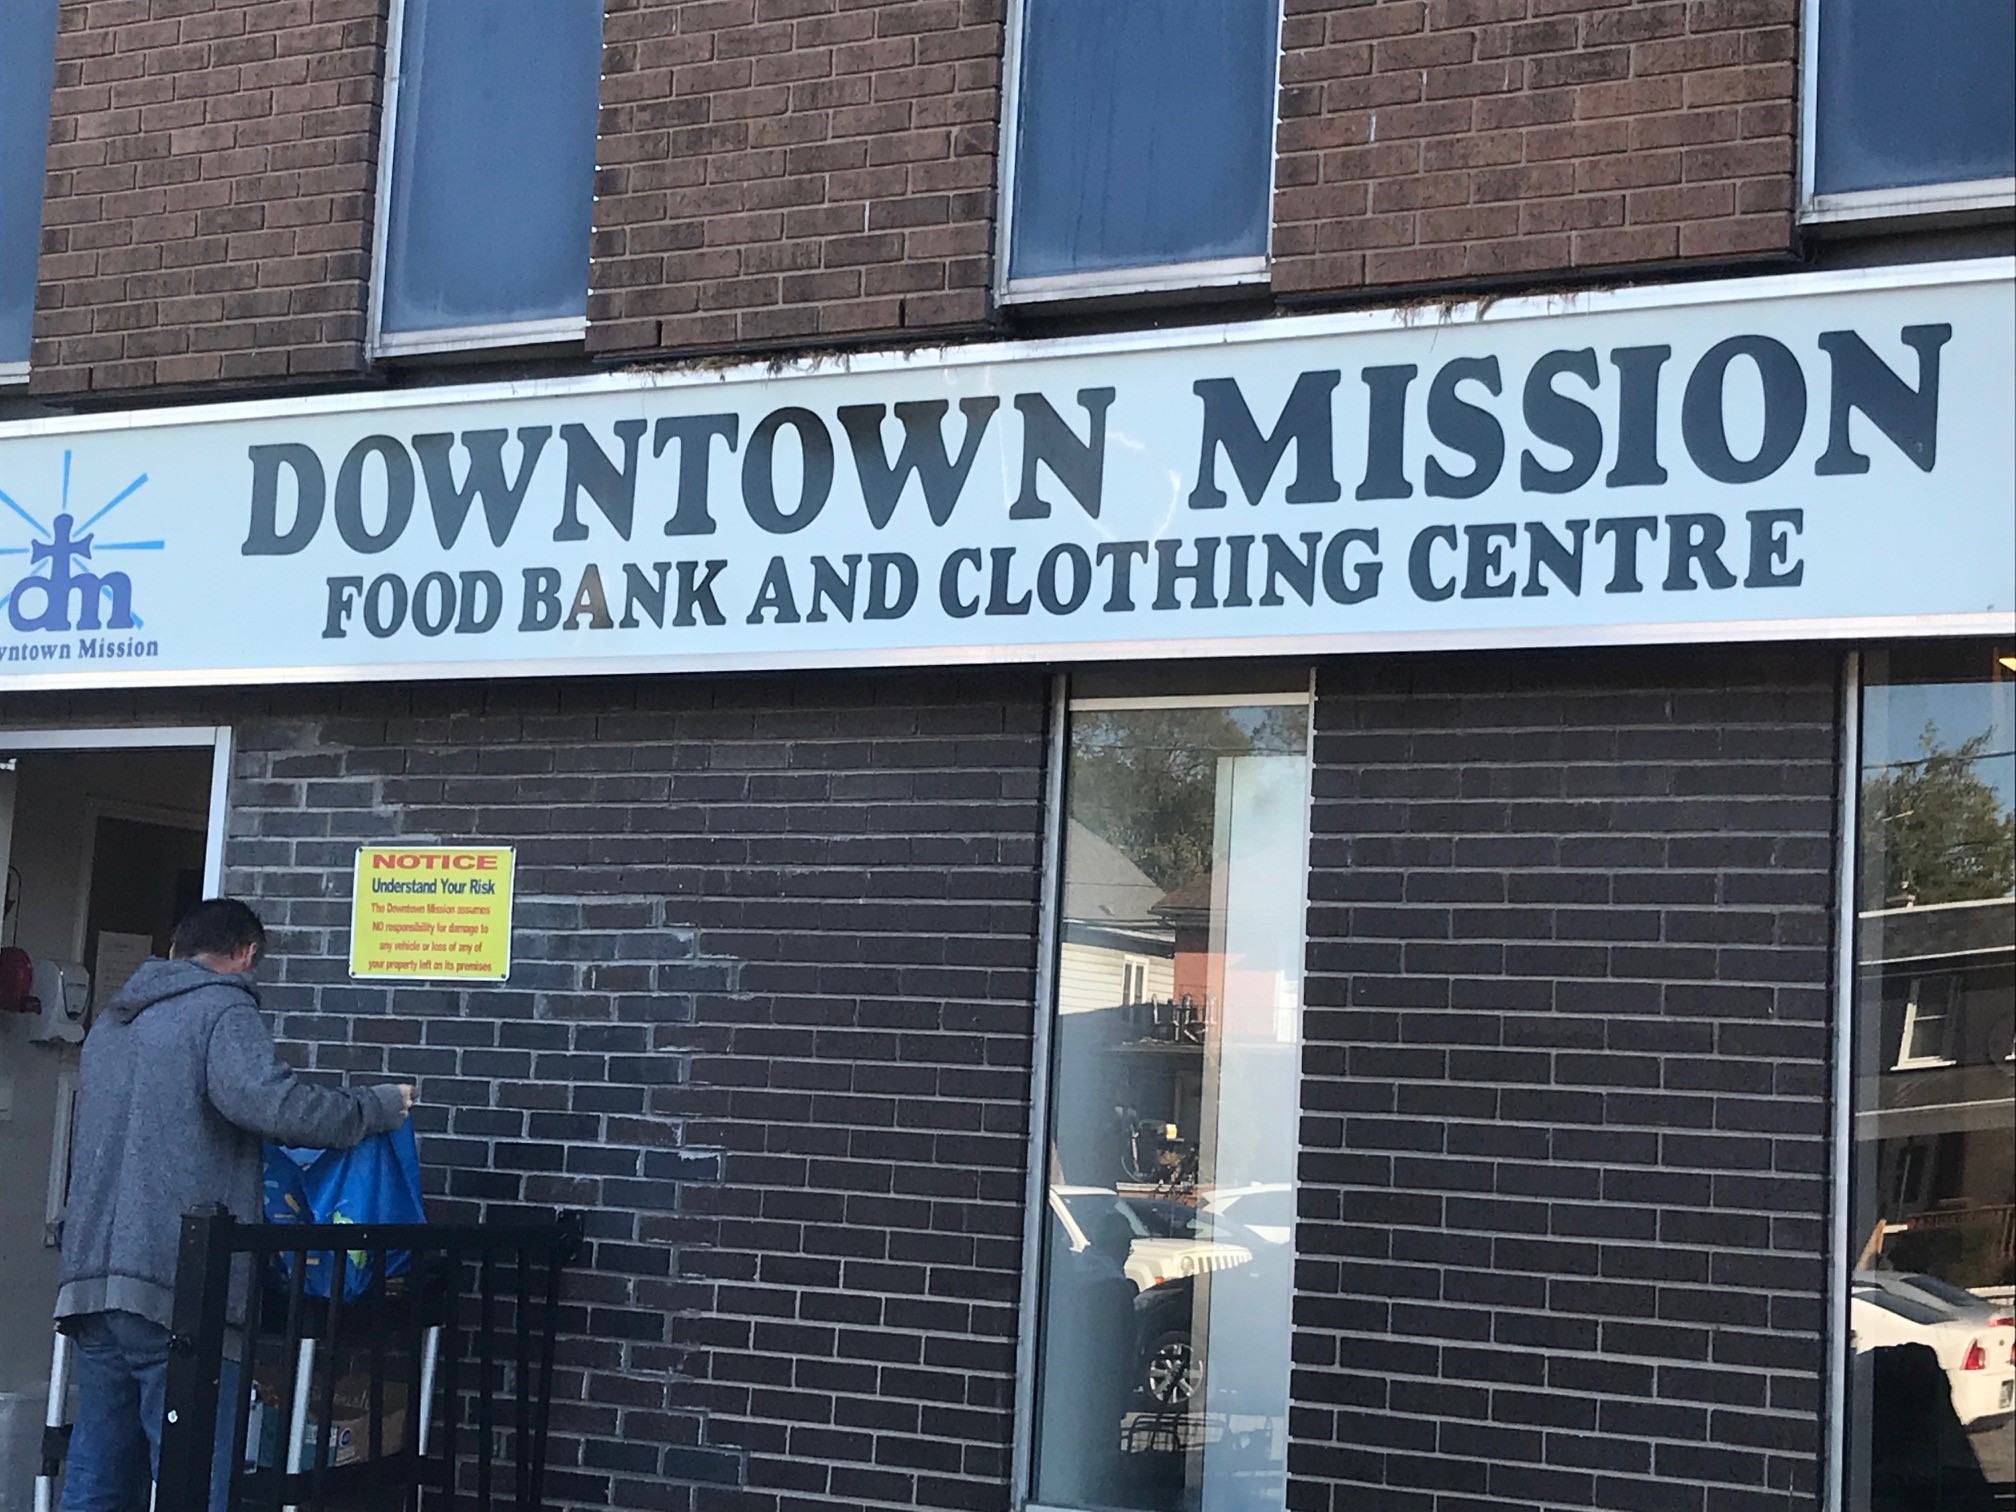 DOWNTOWN MISSION
FOOD BANK AND CLOTHING CENTRE
dm
wntown Mission
NOTICE
Understand Your Risk
The Downtown Mission assumes
NO responsibility for damage to
any vehicle or loss of any of
your property left on its premises